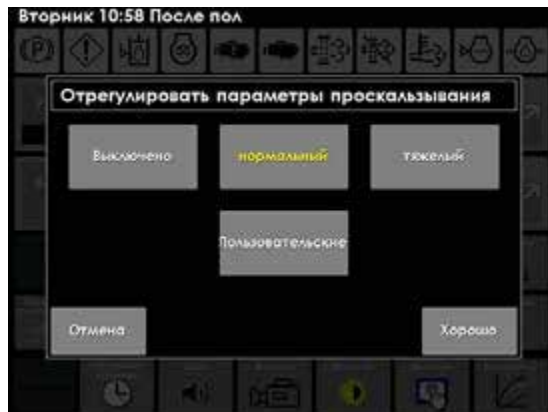 Вторник 10:58 После пол
Отрегулировать параметры проскальзывания
Выключено
нормальный
тяжелый
Пользовательские
Отмена
Хорошо